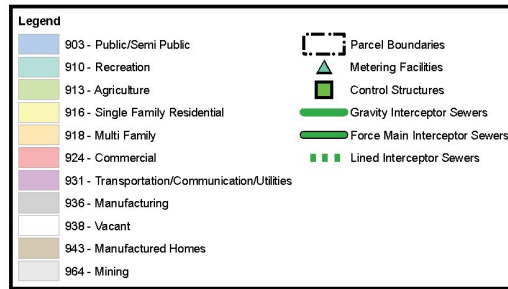 Legend
903 - Public/Semi Public
910 - Recreation
913 - Agriculture
916 - Single Family Residential
918 - Multi Family
924 - Commercial
931 - Transportation/Communication/Utilities
936 - Manufacturing
938 - Vacant
943 - Manufactured Homes
964 - Mining
Parcel Boundaries
Metering Facilities
Control Structures
Gravity Interceptor Sewers
Force Main Interceptor Sewers
Lined Interceptor Sewers